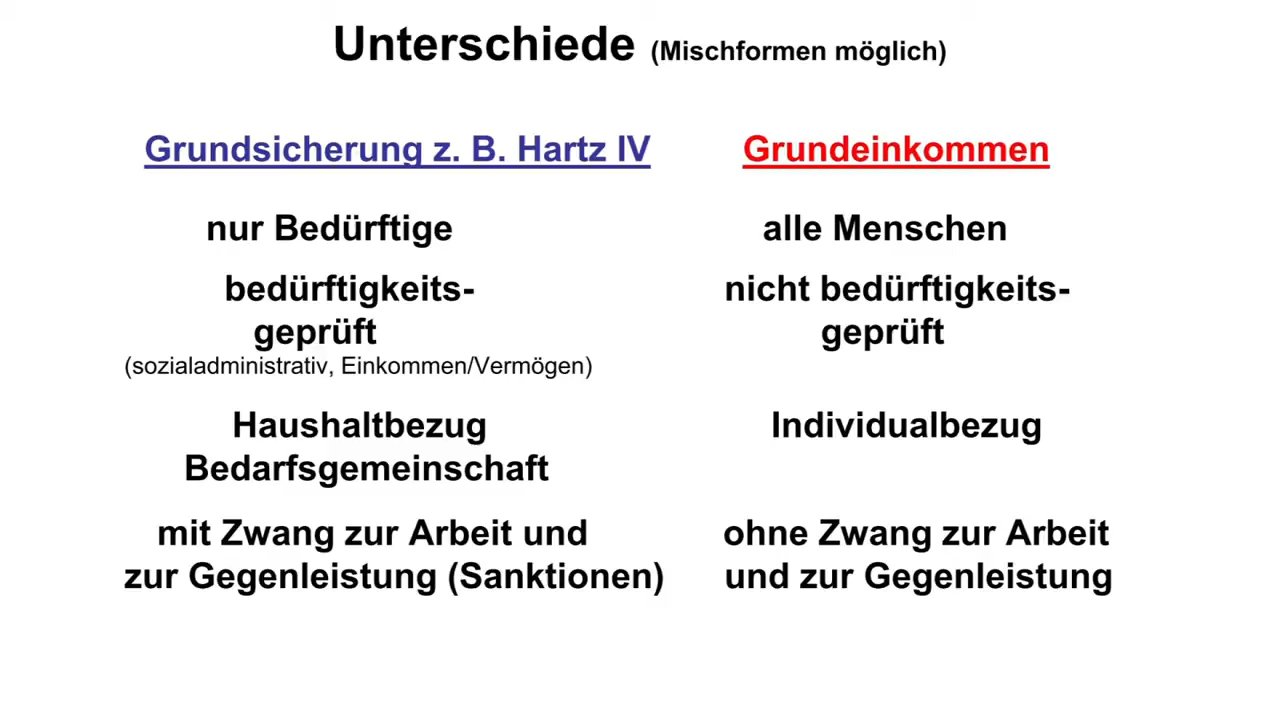 Unterschiede (Mischformen möglich)
Grundsicherung z. B. Hartz IV
Grundeinkommen
nur Bedürftige
alle Menschen
bedürftigkeits-
geprüft
(sozialadministrativ, Einkommen/Vermögen)
nicht bedürftigkeits-
geprüft
Haushaltbezug
Bedarfsgemeinschaft
Individualbezug
mit Zwang zur Arbeit und
zur Gegenleistung (Sanktionen)
ohne Zwang zur Arbeit
und zur Gegenleistung